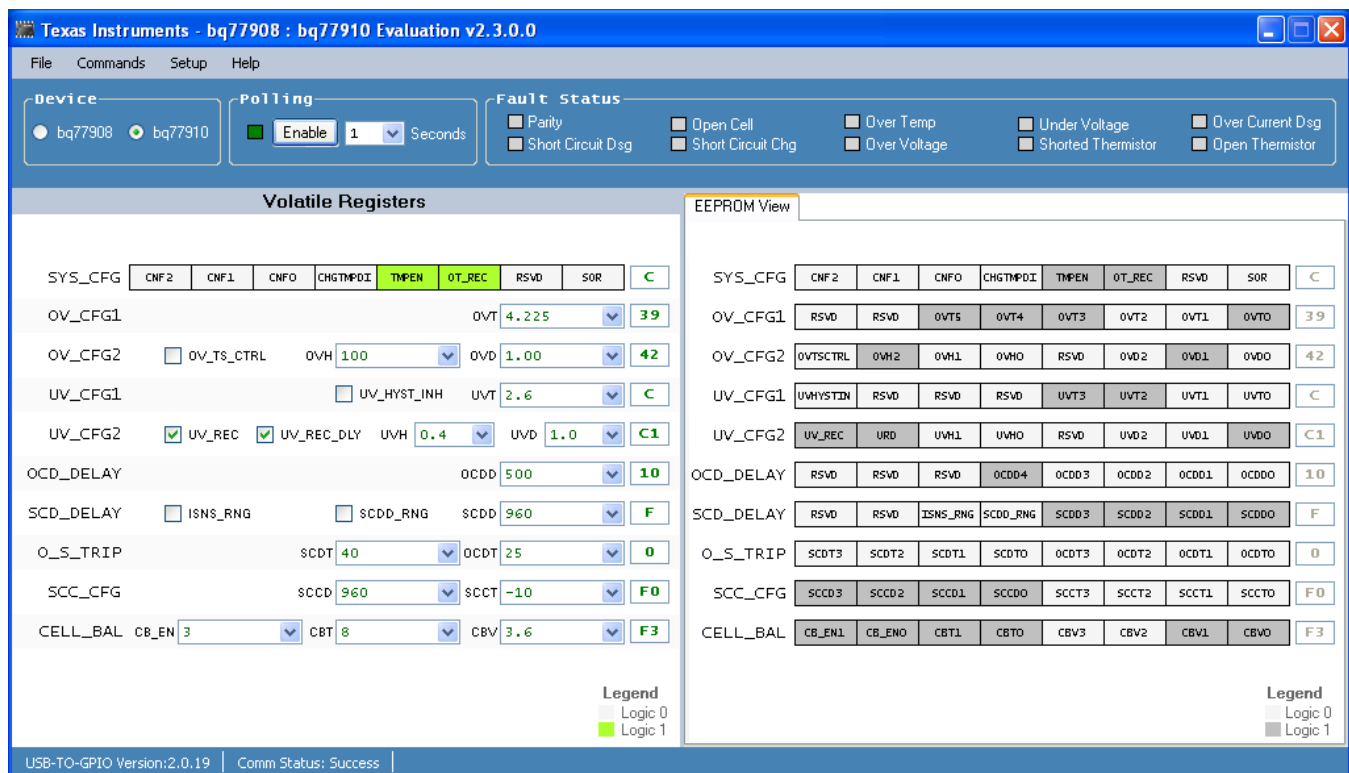 Texas Instruments - bq77908 : bq77910 Evaluation v2.3.0.0
File Commands Setup Help
Device Polling Fault Status
bq77908 bq77910 Enable 1 Seconds
Parity Open Cell Over Temp Under Voltage Over Current Dsg
Short Circuit Dsg Short Circuit Chg Over Voltage Shorted Thermistor Open Thermistor
Volatile Registers
EEPROM View
SYS_CFG CNF2 CNF1 CNF0 CHGTMPDI TMPEN OT_REC RSVD SOR C
OV_CFG1 OVT 4.225 39
OV_CFG2 OV_TS_CTRL OVH 100 OVD 1.00 42
UV_CFG1 UV_HYST_INH UVT 2.6 C
UV_CFG2 UV_REC UV_REC_DLY UVH 0.4 UVD 1.0 C1
OCD_DELAY OCDD 500 10
SCD_DELAY ISNS_RNG SCDD_RNG SCDD 960 F
O_S_TRIP SCDT 40 OCDT 25 0
SCC_CFG SCCD 960 SCCT -10 F0
CELL_BAL CB_EN 3 CBT 8 CBV 3.6 F3
Legend
Logic 0
Logic 1
SYS_CFG CNF2 CNF1 CNF0 CHGTMPDI TMPEN OT_REC RSVD SOR C
OV_CFG1 RSVD RSVD OVT5 OVT4 OVT3 OVT2 OVT1 OVT0 39
OV_CFG2 OVTSCTRL OVH2 OVH1 OVH0 RSVD OVD2 OVD1 OVD0 42
UV_CFG1 UVHYSTIN RSVD RSVD RSVD UVT3 UVT2 UVT1 UVT0 C
UV_CFG2 UV_REC URD UVH1 UVH0 RSVD UVD2 UVD1 UVD0 C1
OCD_DELAY RSVD RSVD RSVD OCDD4 OCDD3 OCDD2 OCDD1 OCDD0 10
SCD_DELAY RSVD RSVD ISNS_RNG SCDD_RNG SCDD3 SCDD2 SCDD1 SCDD0 F
O_S_TRIP SCDT3 SCDT2 SCDT1 SCDT0 OCDT3 OCDT2 OCDT1 OCDT0 0
SCC_CFG SCCD3 SCCD2 SCCD1 SCCD0 SCCT3 SCCT2 SCCT1 SCCT0 F0
CELL_BAL CB_EN1 CB_EN0 CBT1 CBT0 CBV3 CBV2 CBV1 CBV0 F3
Legend
Logic 0
Logic 1
USB-TO-GPIO Version:2.0.19 Comm Status: Success